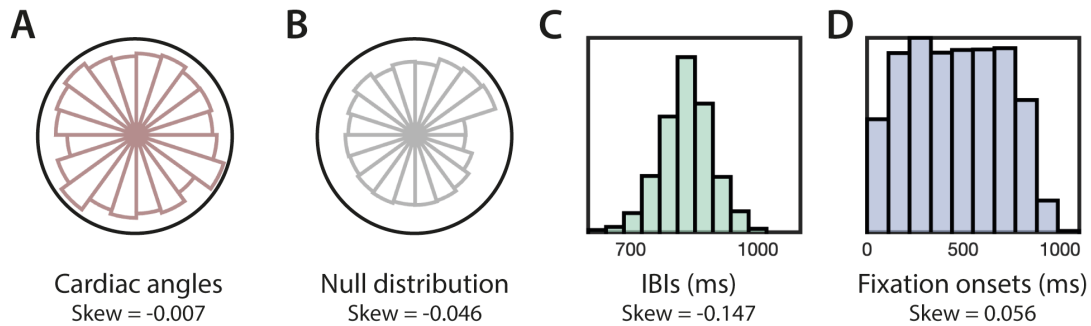 A
B
C
D
700
1000
0
500
1000
Cardiac angles
Skew = -0.007
Null distribution
Skew = -0.046
IBIs (ms)
Skew = -0.147
Fixation onsets (ms)
Skew = 0.056